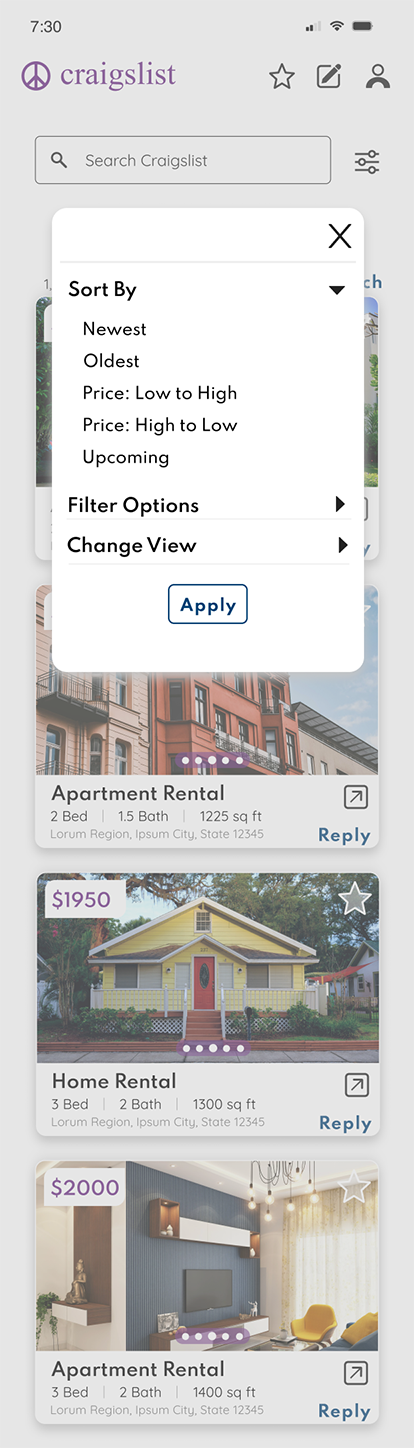 7:30
craigslist
Search Craigslist
X
Sort By
Newest
Oldest
Price: Low to High
Price: High to Low
Upcoming
Filter Options
Change View
Apply
Apartment Rental
2 Bed | 1.5 Bath | 1225 sq ft
Lorum Region, Ipsum City, State 12345
Reply
$1950
Home Rental
3 Bed | 2 Bath | 1300 sq ft
Lorum Region, Ipsum City, State 12345
Reply
$2000
Apartment Rental
3 Bed | 2 Bath | 1400 sq ft
Lorum Region, Ipsum City, State 12345
Reply